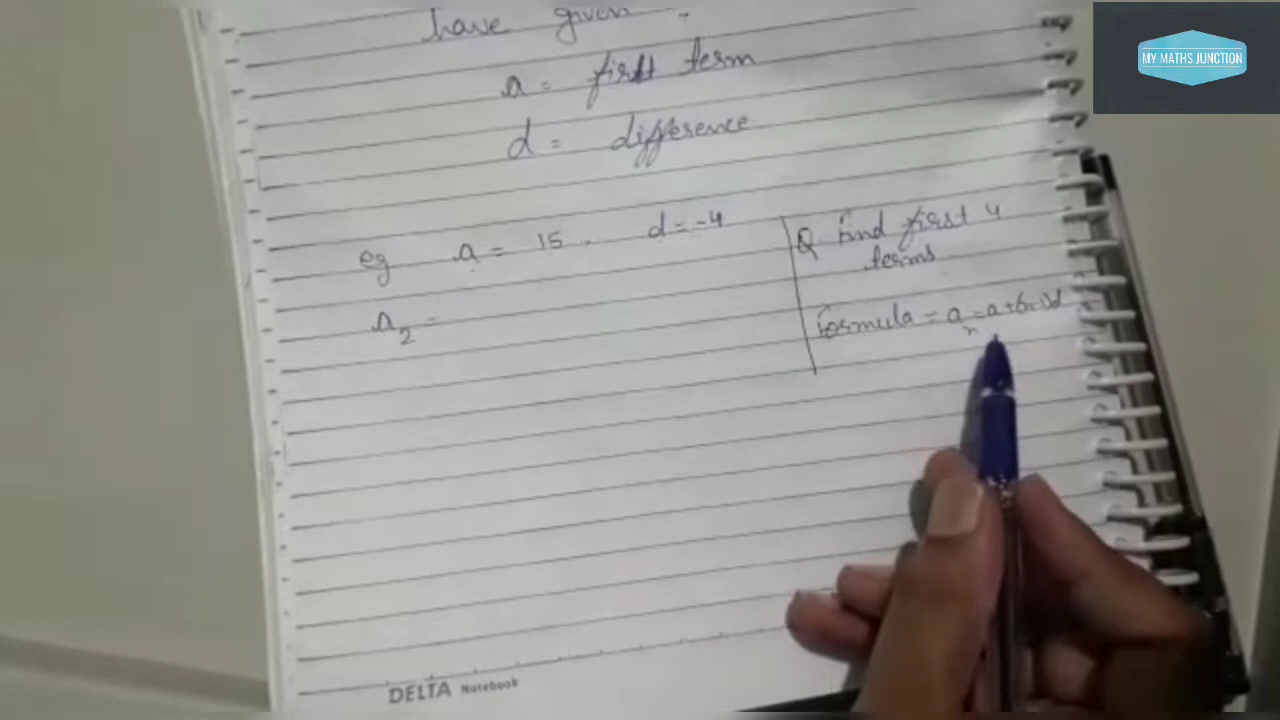 have given
MY MATHS JUNCTION
a = first term
d = difference
eg a = 15 . d = -4
a2 =
Q Find first 4
terms
Formula = an = a + (n-1)d
DELTA Notebook